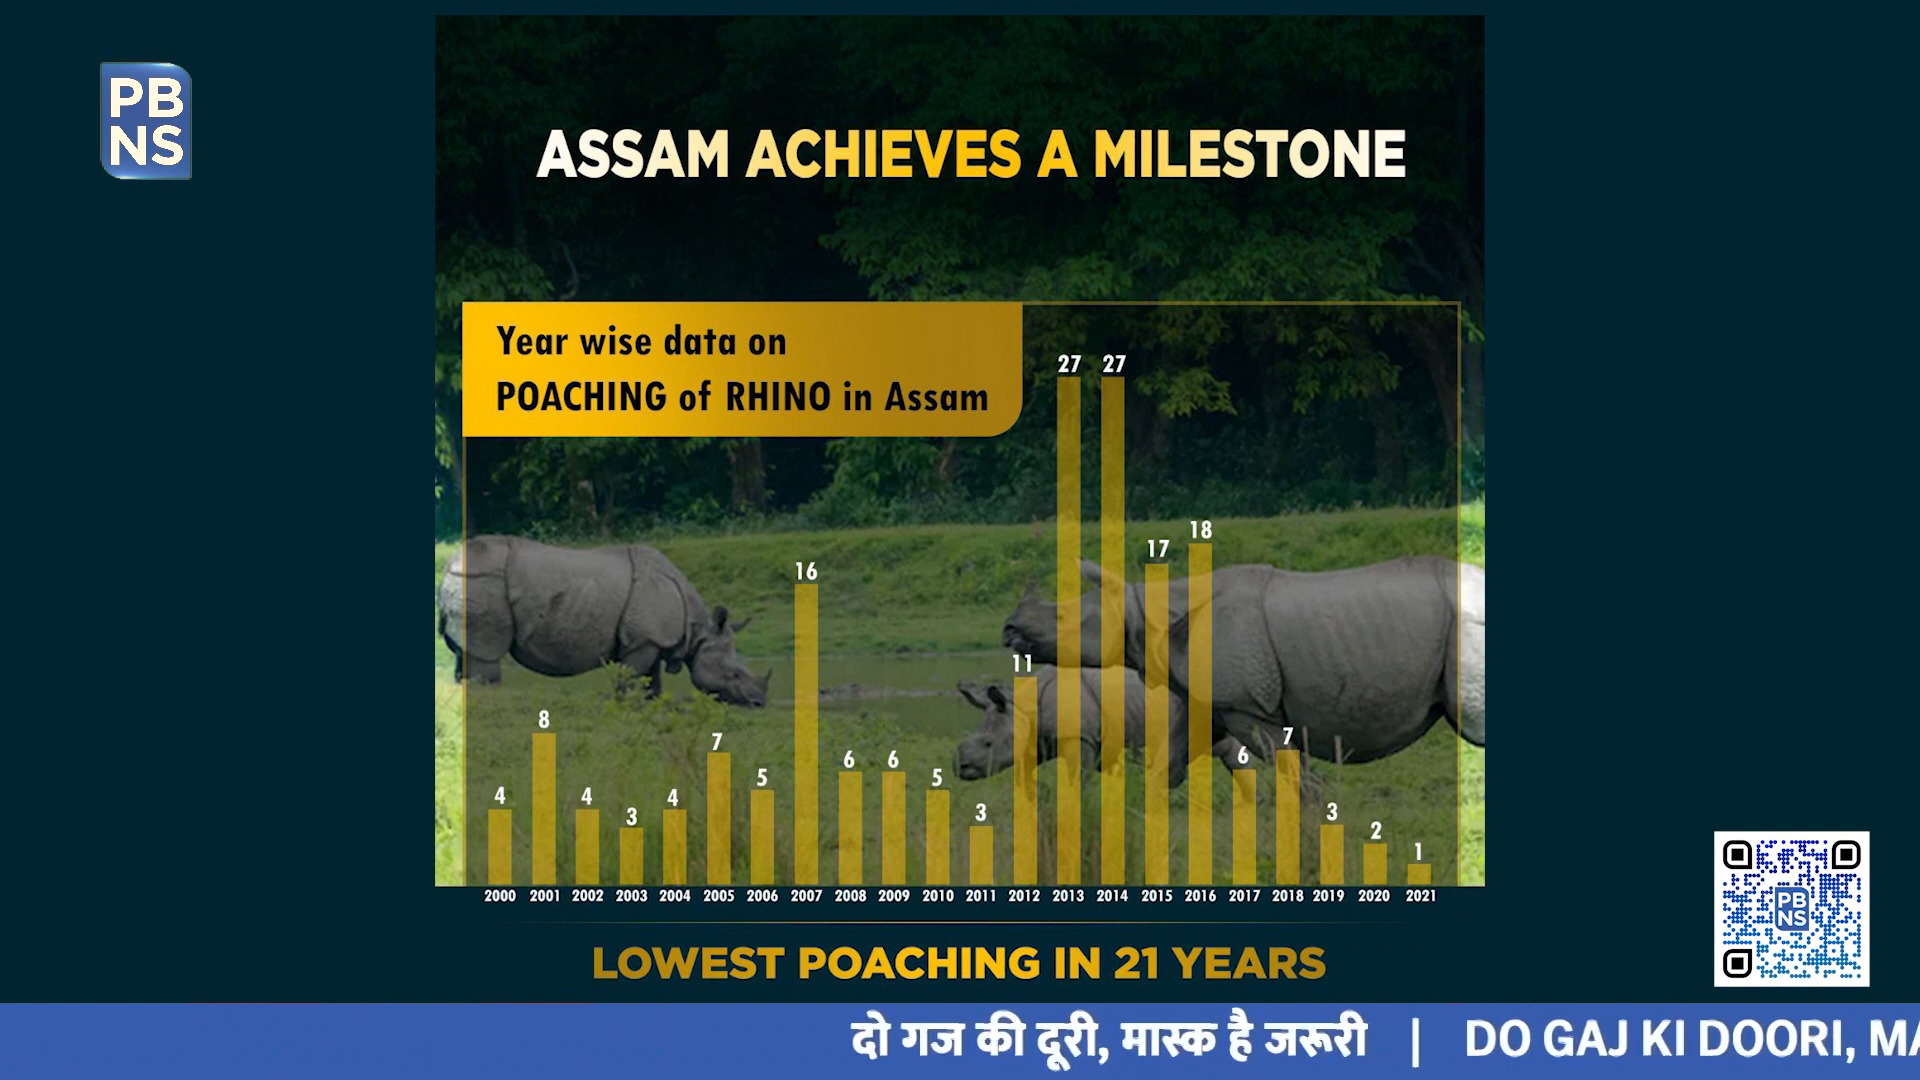 PB
NS
ASSAM ACHIEVES A MILESTONE
Year wise data on
POACHING of RHINO in Assam
27 27
18
17
16
11
8
7
7
6 6
6
5
5
4
4
4
3
3
3
2
1
2000 2001 2002 2003 2004 2005 2006 2007 2008 2009 2010 2011 2012 2013 2014 2015 2016 2017 2018 2019 2020 2021
LOWEST POACHING IN 21 YEARS
PB
NS
दो गज की दूरी, मास्क है जरूरी | DO GAJ KI DOORI, MA